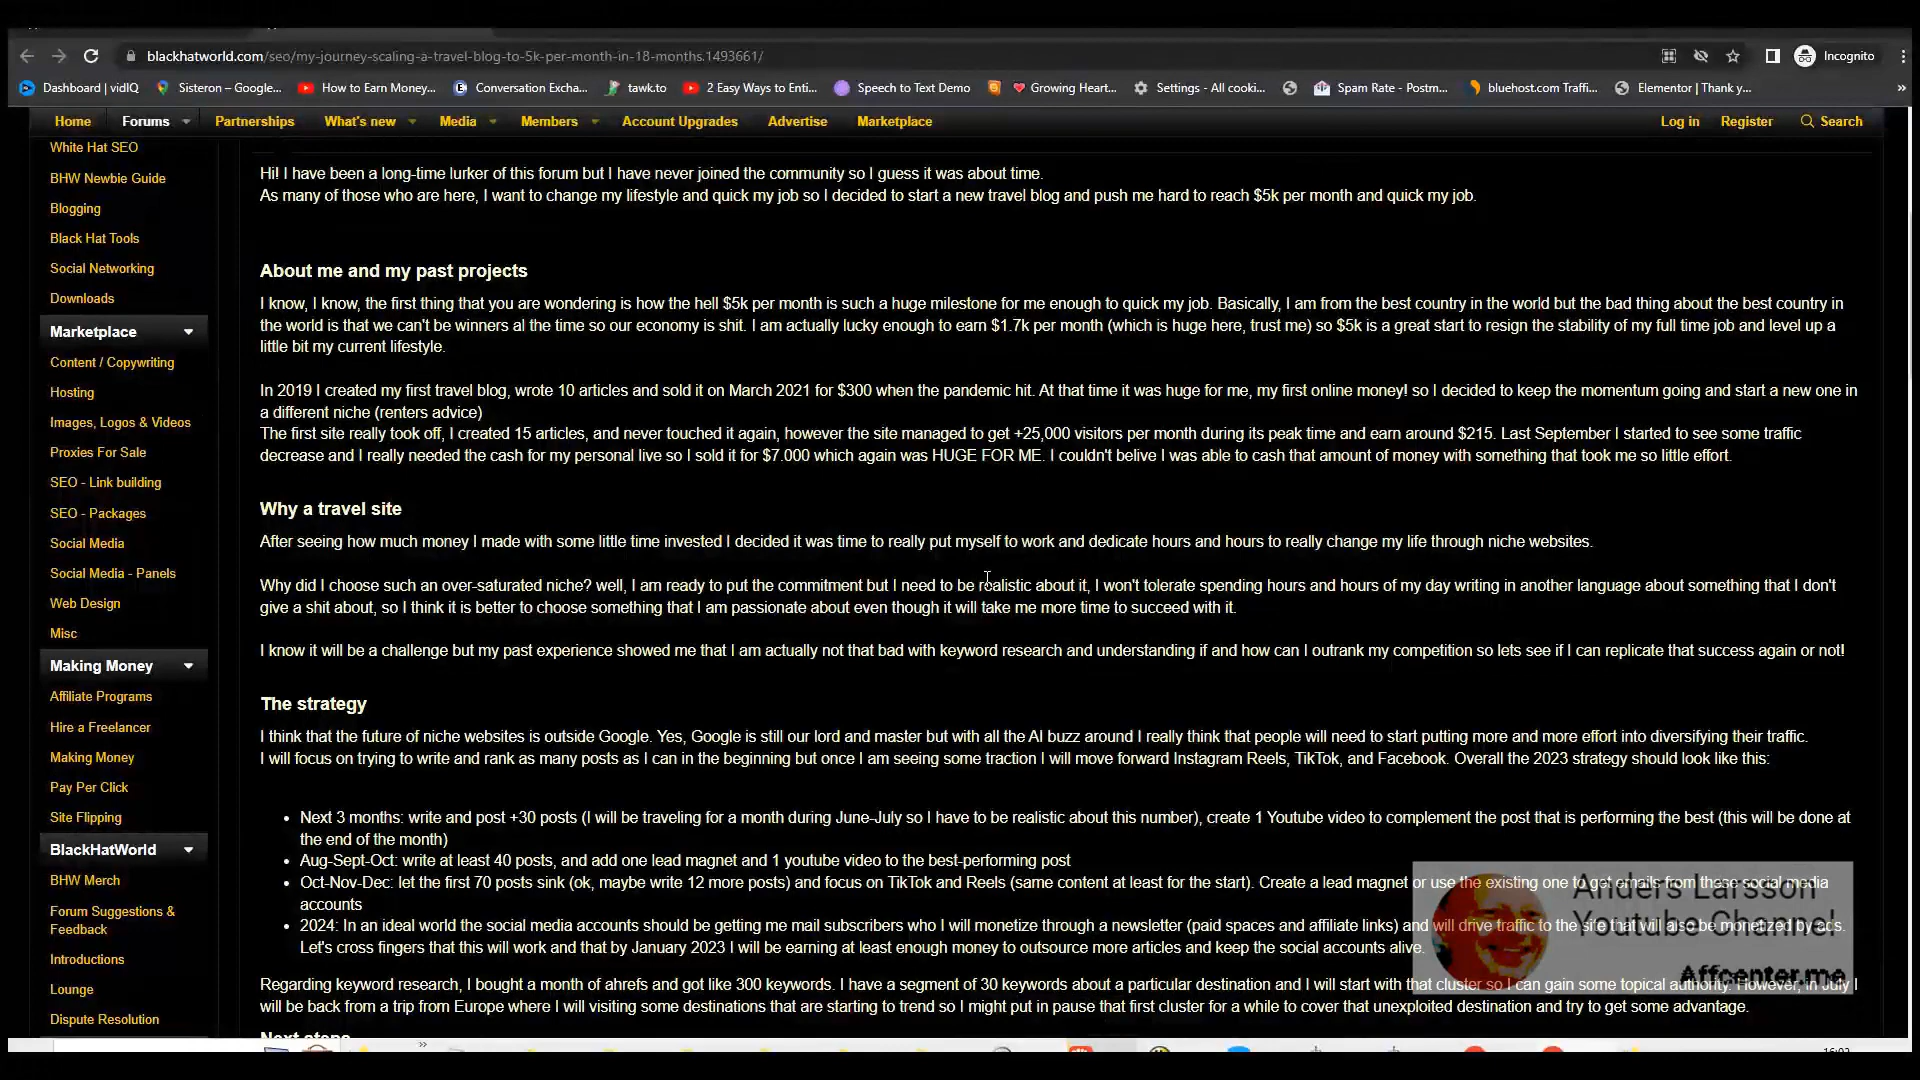 blackhatworld.com/seo/my-journey-scaling-a-travel-blog-to-5k-per-month-in-18-months.1493661/
Incognito
Dashboard | vidIQ
Sisteron – Google...
How to Earn Money...
Conversation Excha...
tawk.to
2 Easy Ways to Enti...
Speech to Text Demo
Growing Heart...
Settings - All cooki...
Spam Rate - Postm...
bluehost.com Traffi...
Elementor | Thank y...
»
Home
Forums
Partnerships
What's new
Media
Members
Account Upgrades
Advertise
Marketplace
Log in
Register
Search
White Hat SEO
BHW Newbie Guide
Blogging
Black Hat Tools
Social Networking
Downloads
Marketplace
Content / Copywriting
Hosting
Images, Logos & Videos
Proxies For Sale
SEO - Link building
SEO - Packages
Social Media
Social Media - Panels
Web Design
Misc
Making Money
Affiliate Programs
Hire a Freelancer
Making Money
Pay Per Click
Site Flipping
BlackHatWorld
BHW Merch
Forum Suggestions &
Feedback
Introductions
Lounge
Dispute Resolution
Hi! I have been a long-time lurker of this forum but I have never joined the community so I guess it was about time.
As many of those who are here, I want to change my lifestyle and quick my job so I decided to start a new travel blog and push me hard to reach $5k per month and quick my job.
About me and my past projects
I know, I know, the first thing that you are wondering is how the hell $5k per month is such a huge milestone for me enough to quick my job. Basically, I am from the best country in the world but the bad thing about the best country in
the world is that we can't be winners al the time so our economy is shit. I am actually lucky enough to earn $1.7k per month (which is huge here, trust me) so $5k is a great start to resign the stability of my full time job and level up a
little bit my current lifestyle.
In 2019 I created my first travel blog, wrote 10 articles and sold it on March 2021 for $300 when the pandemic hit. At that time it was huge for me, my first online money! so I decided to keep the momentum going and start a new one in
a different niche (renters advice)
The first site really took off, I created 15 articles, and never touched it again, however the site managed to get +25,000 visitors per month during its peak time and earn around $215. Last September I started to see some traffic
decrease and I really needed the cash for my personal live so I sold it for $7.000 which again was HUGE FOR ME. I couldn't belive I was able to cash that amount of money with something that took me so little effort.
Why a travel site
After seeing how much money I made with some little time invested I decided it was time to really put myself to work and dedicate hours and hours to really change my life through niche websites.
Why did I choose such an over-saturated niche? well, I am ready to put the commitment but I need to be realistic about it, I won't tolerate spending hours and hours of my day writing in another language about something that I don't
give a shit about, so I think it is better to choose something that I am passionate about even though it will take me more time to succeed with it.
I know it will be a challenge but my past experience showed me that I am actually not that bad with keyword research and understanding if and how can I outrank my competition so lets see if I can replicate that success again or not!
The strategy
I think that the future of niche websites is outside Google. Yes, Google is still our lord and master but with all the AI buzz around I really think that people will need to start putting more and more effort into diversifying their traffic.
I will focus on trying to write and rank as many posts as I can in the beginning but once I am seeing some traction I will move forward Instagram Reels, TikTok, and Facebook. Overall the 2023 strategy should look like this:
• Next 3 months: write and post +30 posts (I will be traveling for a month during June-July so I have to be realistic about this number), create 1 Youtube video to complement the post that is performing the best (this will be done at
the end of the month)
• Aug-Sept-Oct: write at least 40 posts, and add one lead magnet and 1 youtube video to the best-performing post
• Oct-Nov-Dec: let the first 70 posts sink (ok, maybe write 12 more posts) and focus on TikTok and Reels (same content at least for the start). Create a lead magnet or use the existing one to get emails from these social media
accounts
• 2024: In an ideal world the social media accounts should be getting me mail subscribers who I will monetize through a newsletter (paid spaces and affiliate links) and will drive traffic to the site that will also be monetized by ads.
Let's cross fingers that this will work and that by January 2023 I will be earning at least enough money to outsource more articles and keep the social accounts alive.
Regarding keyword research, I bought a month of ahrefs and got like 300 keywords. I have a segment of 30 keywords about a particular destination and I will start with that cluster so I can gain some topical authority. However, in July I
will be back from a trip from Europe where I will visiting some destinations that are starting to trend so I might put in pause that first cluster for a while to cover that unexploited destination and try to get some advantage.
Next steps
Anders Larsson
Youtube Channel
Affcenter.me